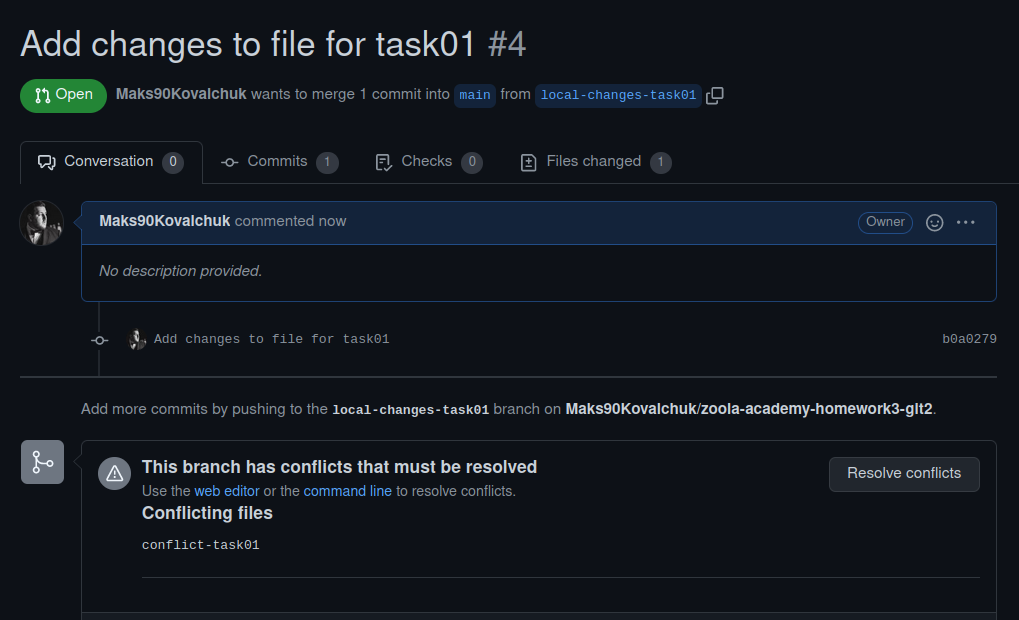 Add changes to file for task01 #4
Open Maks90Kovalchuk wants to merge 1 commit into main from local-changes-task01
Conversation 0 Commits 1 Checks 0 Files changed 1
Maks90Kovalchuk commented now Owner
No description provided.
Add changes to file for task01 b0a0279
Add more commits by pushing to the local-changes-task01 branch on Maks90Kovalchuk/zoola-academy-homework3-git2.
This branch has conflicts that must be resolved
Resolve conflicts
Use the web editor or the command line to resolve conflicts.
Conflicting files
conflict-task01